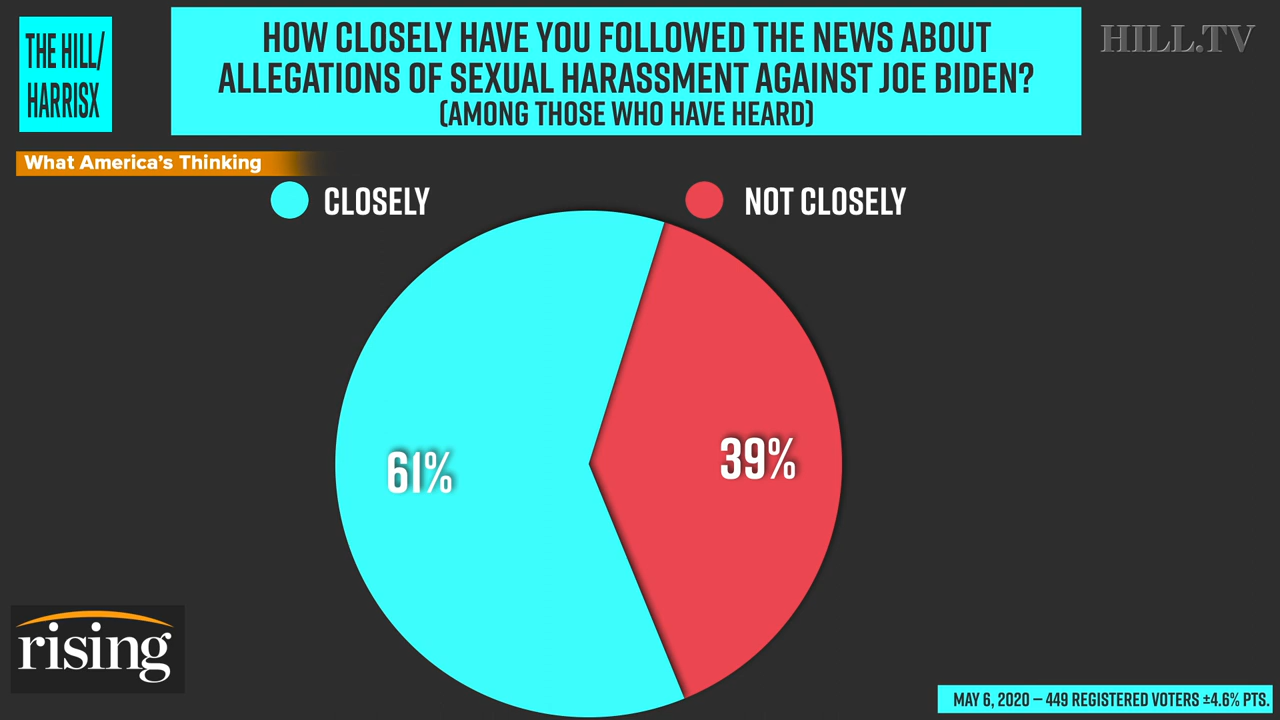 THE HILL/
HARRISX
HOW CLOSELY HAVE YOU FOLLOWED THE NEWS ABOUT
ALLEGATIONS OF SEXUAL HARASSMENT AGAINST JOE BIDEN?
(AMONG THOSE WHO HAVE HEARD)
HILL.TV
What America's Thinking
CLOSELY
NOT CLOSELY
61%
39%
rising
MAY 6, 2020 – 449 REGISTERED VOTERS ±4.6% PTS.